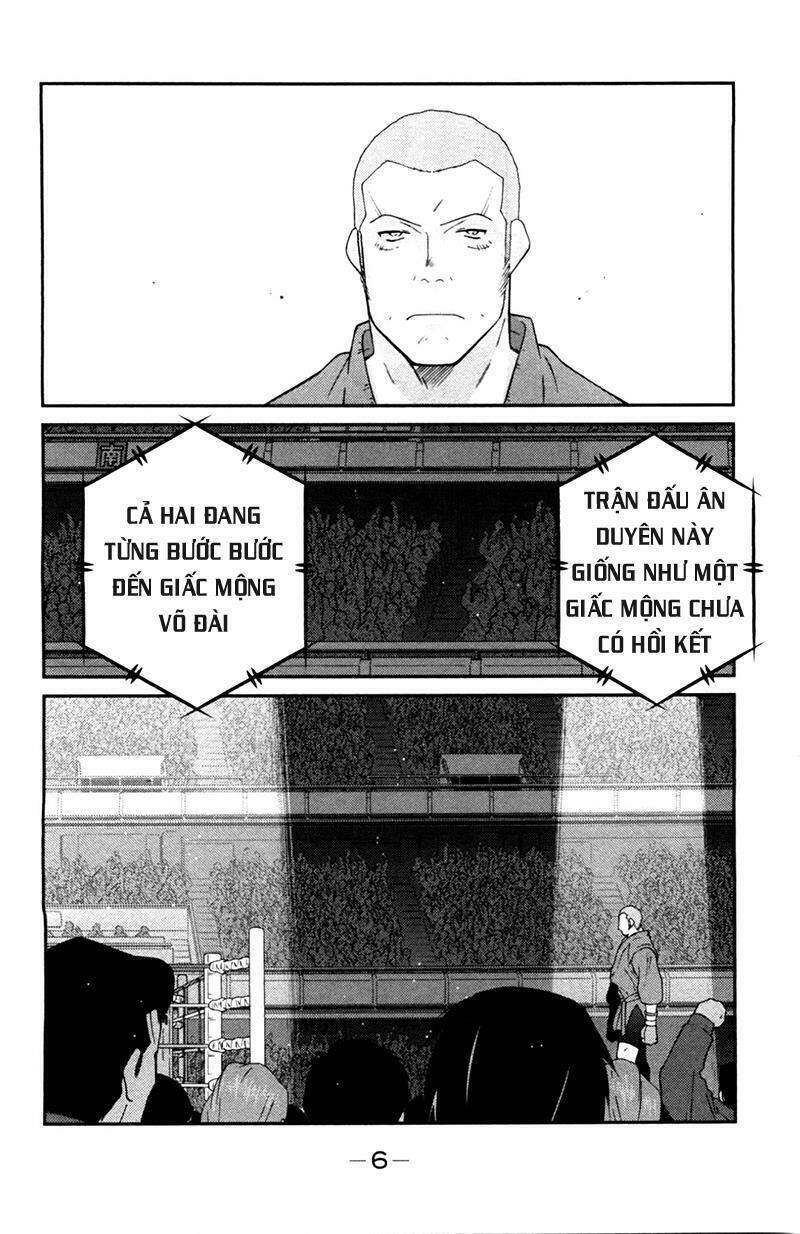 南
TRẬN ĐẤU ÂN
DUYÊN NÀY
GIỐNG NHƯ MỘT
GIẤC MỘNG CHƯA
CÓ HỒI KẾT
CẢ HAI ĐANG
TỪNG BƯỚC BƯỚC
ĐẾN GIẤC MỘNG
VÕ ĐÀI
—6—